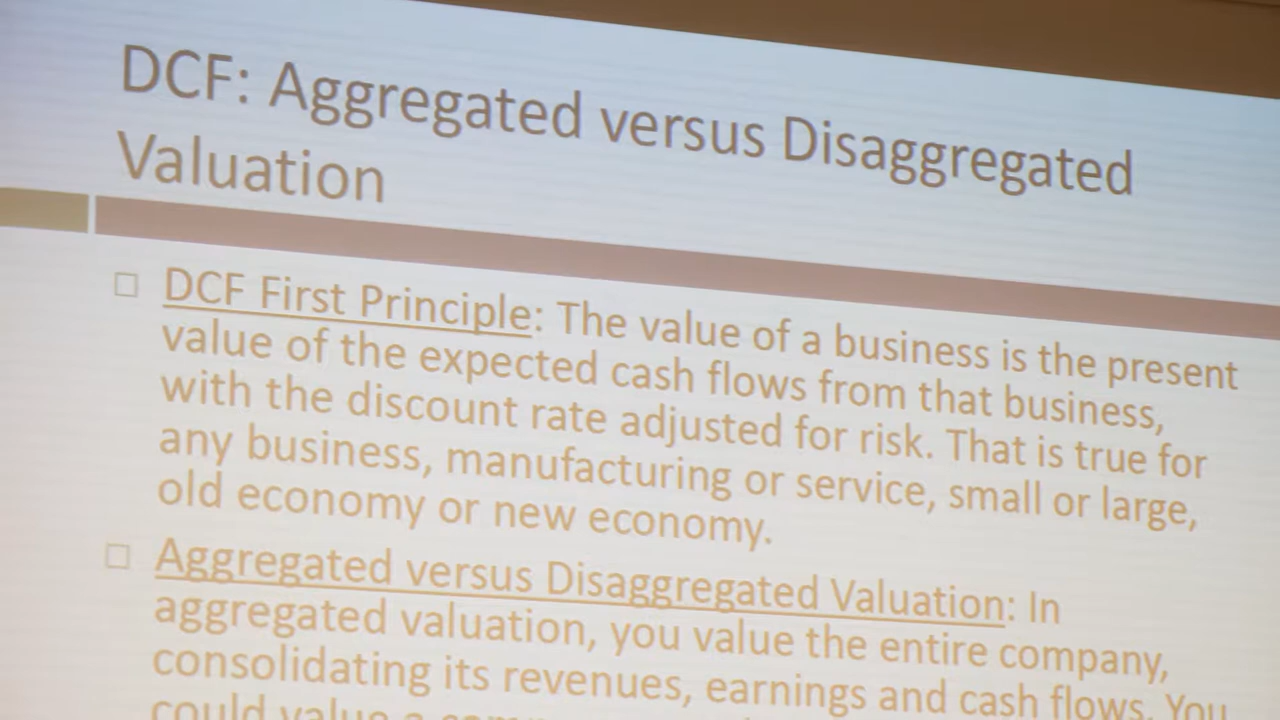 DCF: Aggregated versus Disaggregated
Valuation
DCF First Principle: The value of a business is the present
value of the expected cash flows from that business,
with the discount rate adjusted for risk. That is true for
any business, manufacturing or service, small or large,
old economy or new economy.
Aggregated versus Disaggregated Valuation: In
aggregated valuation, you value the entire company,
consolidating its revenues, earnings and cash flows. You
could value a